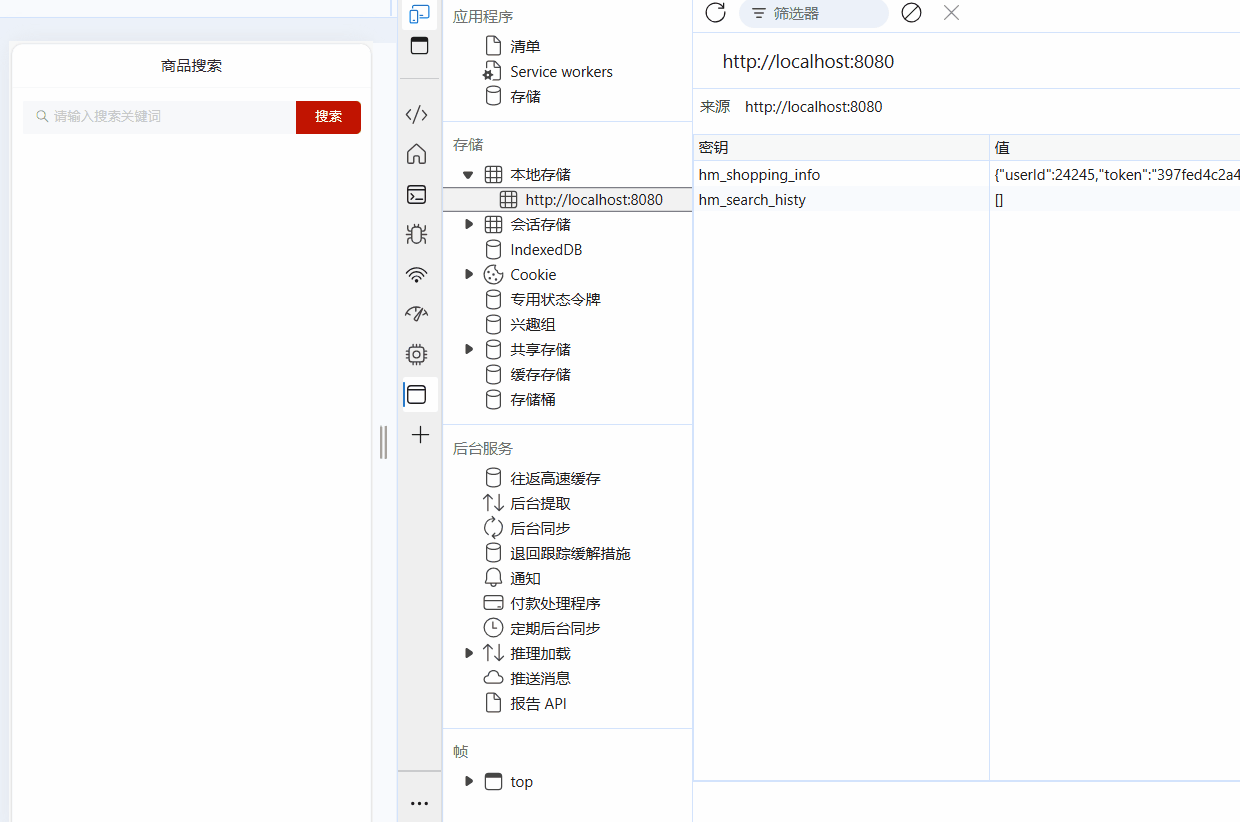 商品搜索
请输入搜索关键词
搜索
应用程序
清单
Service workers
存储
存储
本地存储
http://localhost:8080
会话存储
IndexedDB
Cookie
专用状态令牌
兴趣组
共享存储
缓存存储
存储桶
后台服务
往返高速缓存
后台提取
后台同步
退回跟踪缓解措施
通知
付款处理程序
定期后台同步
推理加载
推送消息
报告 API
帧
top
筛选器
http://localhost:8080
来源 http://localhost:8080
密钥 值
hm_shopping_info {"userId":24245,"token":"397fed4c2a4
hm_search_histy []